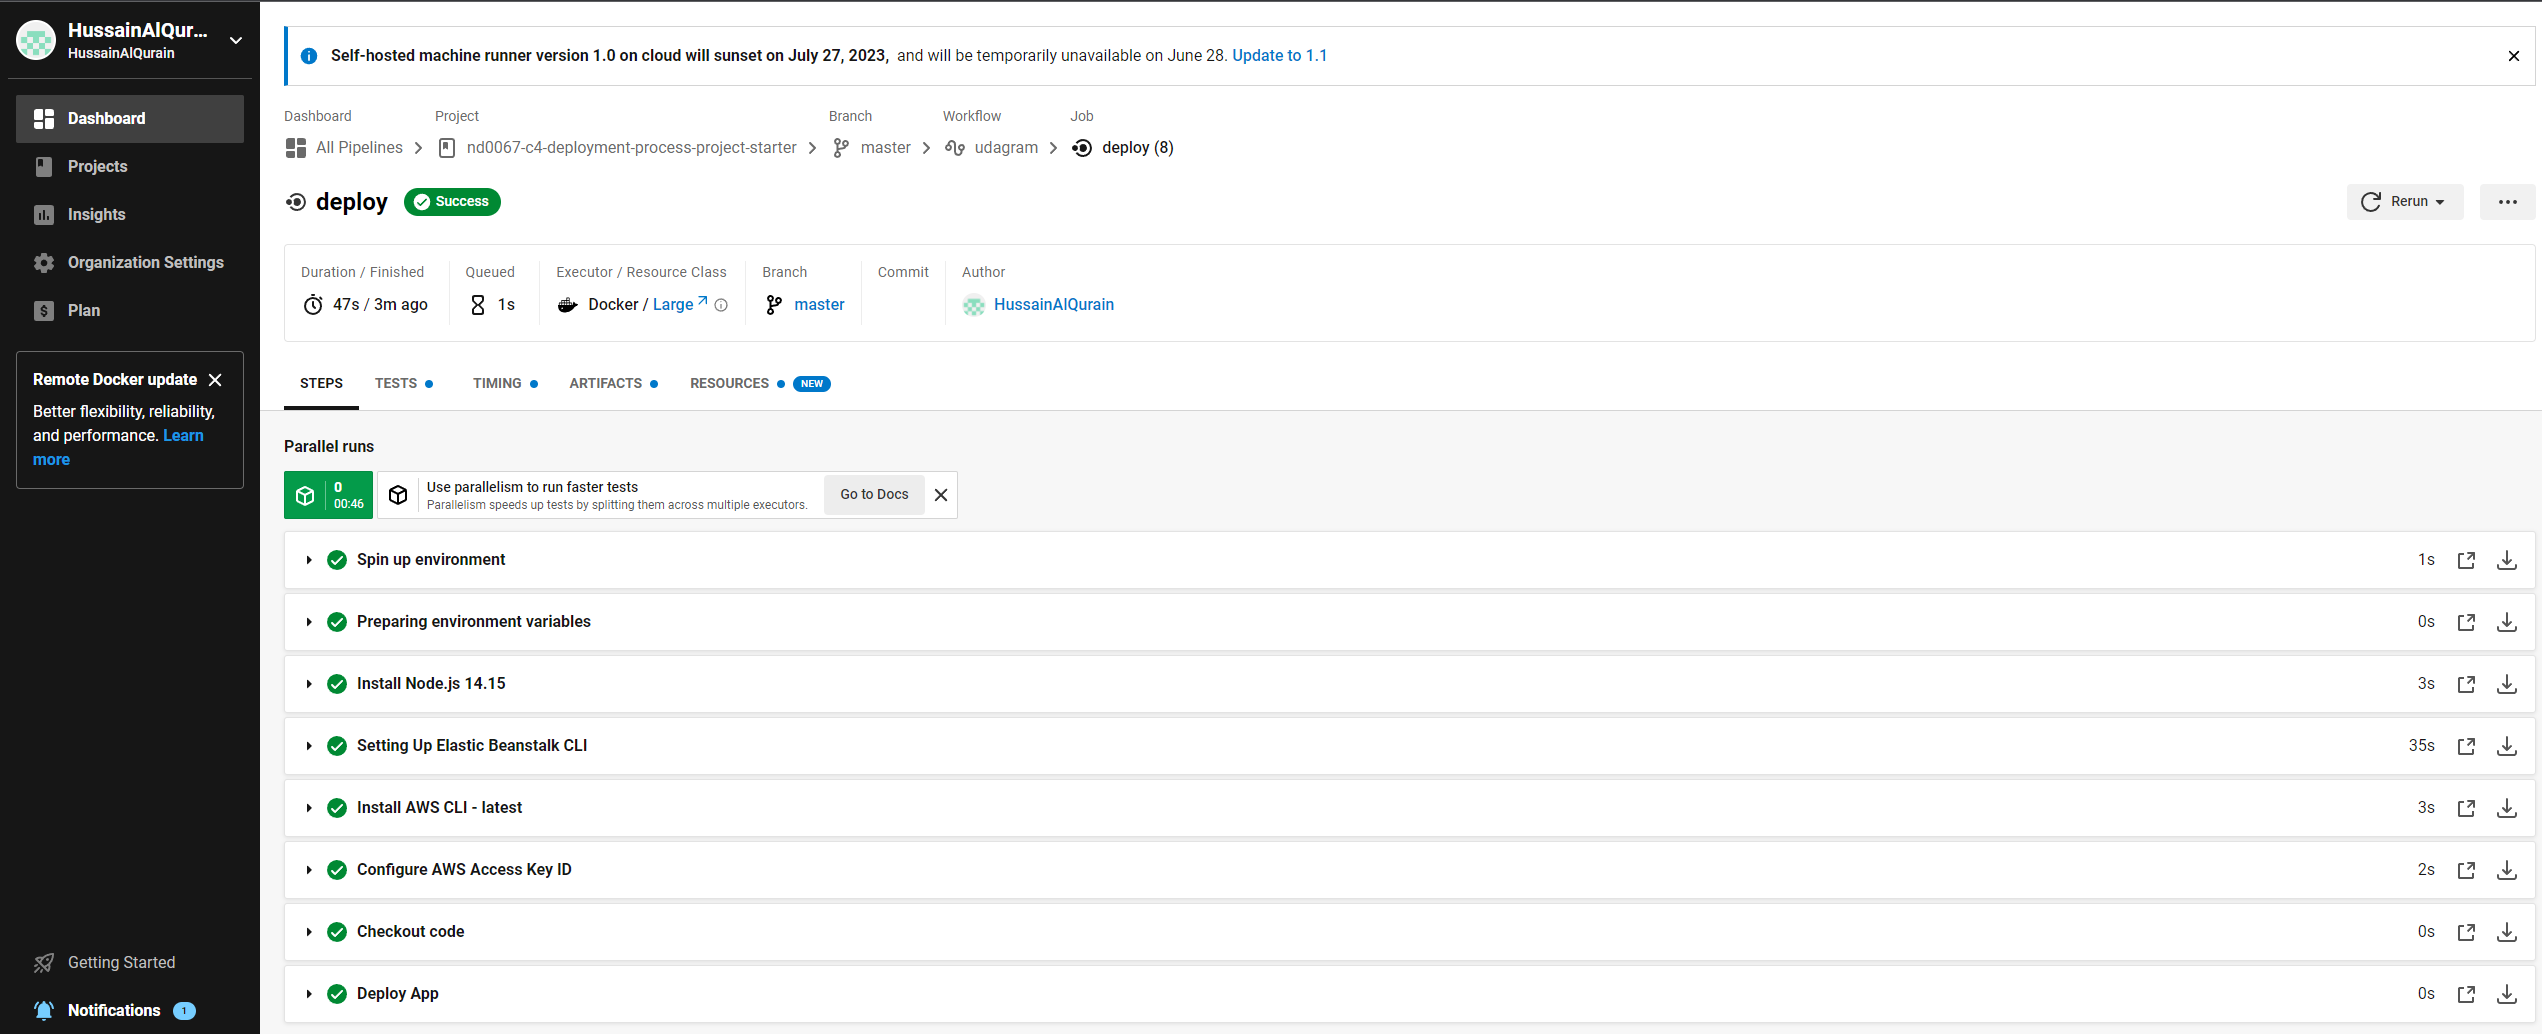 HussainAlQur...
HussainAlQurain
Dashboard
Projects
Insights
Organization Settings
Plan
Remote Docker update
Better flexibility, reliability,
and performance. Learn
more
Getting Started
Notifications 1
Self-hosted machine runner version 1.0 on cloud will sunset on July 27, 2023, and will be temporarily unavailable on June 28. Update to 1.1
Dashboard Project Branch Workflow Job
All Pipelines nd0067-c4-deployment-process-project-starter master udagram deploy (8)
deploy Success Rerun
Duration / Finished Queued Executor / Resource Class Branch Commit Author
47s / 3m ago 1s Docker / Large master HussainAlQurain
STEPS TESTS TIMING ARTIFACTS RESOURCES NEW
Parallel runs
0
00:46
Use parallelism to run faster tests
Parallelism speeds up tests by splitting them across multiple executors.
Go to Docs
Spin up environment 1s
Preparing environment variables 0s
Install Node.js 14.15 3s
Setting Up Elastic Beanstalk CLI 35s
Install AWS CLI - latest 3s
Configure AWS Access Key ID 2s
Checkout code 0s
Deploy App 0s